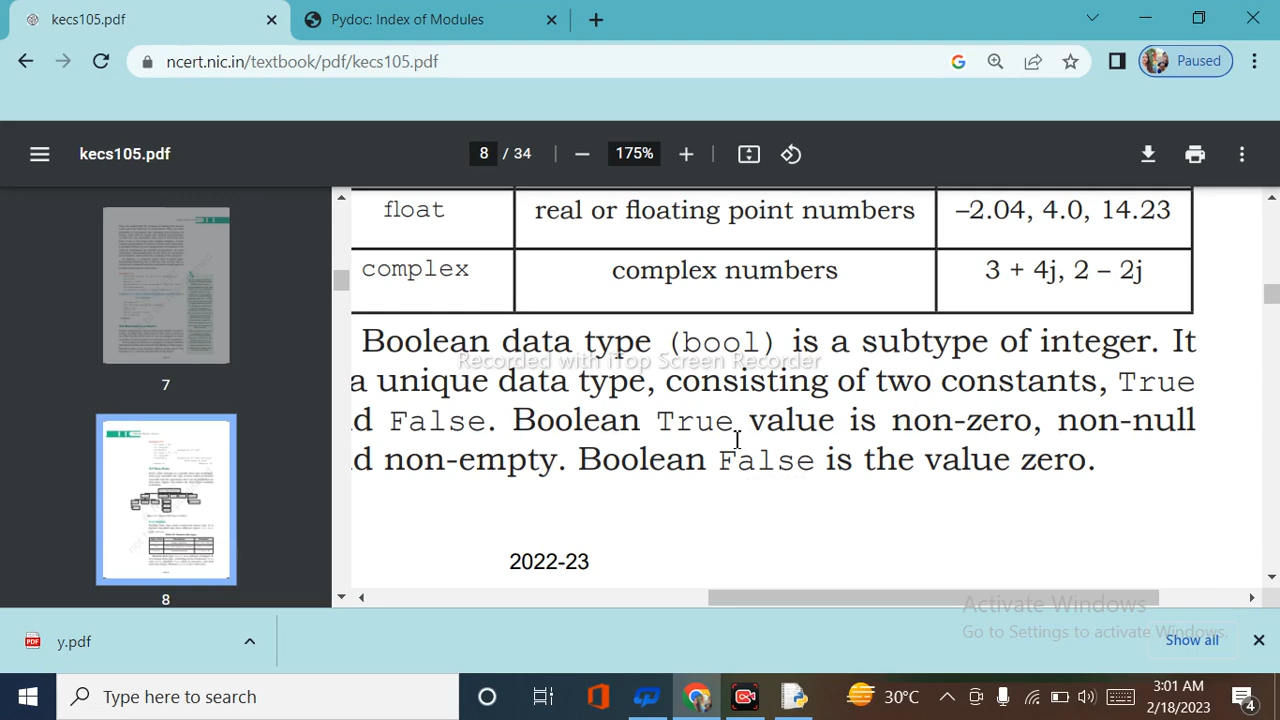 kecs105.pdf
Pydoc: Index of Modules
ncert.nic.in/textbook/pdf/kecs105.pdf
Paused
kecs105.pdf
8 / 34
175%
float real or floating point numbers –2.04, 4.0, 14.23
complex complex numbers 3 + 4j, 2 – 2j
Boolean data type (bool) is a subtype of integer. It
a unique data type, consisting of two constants, True
d False. Boolean True value is non-zero, non-null
d non-empty. Boolean False is the value zero.
Recorded with iTop Screen Recorder
2022-23
7
8
Activate Windows
Go to Settings to activate Windows.
y.pdf
Show all
Type here to search
30°C
3:01 AM
2/18/2023
4